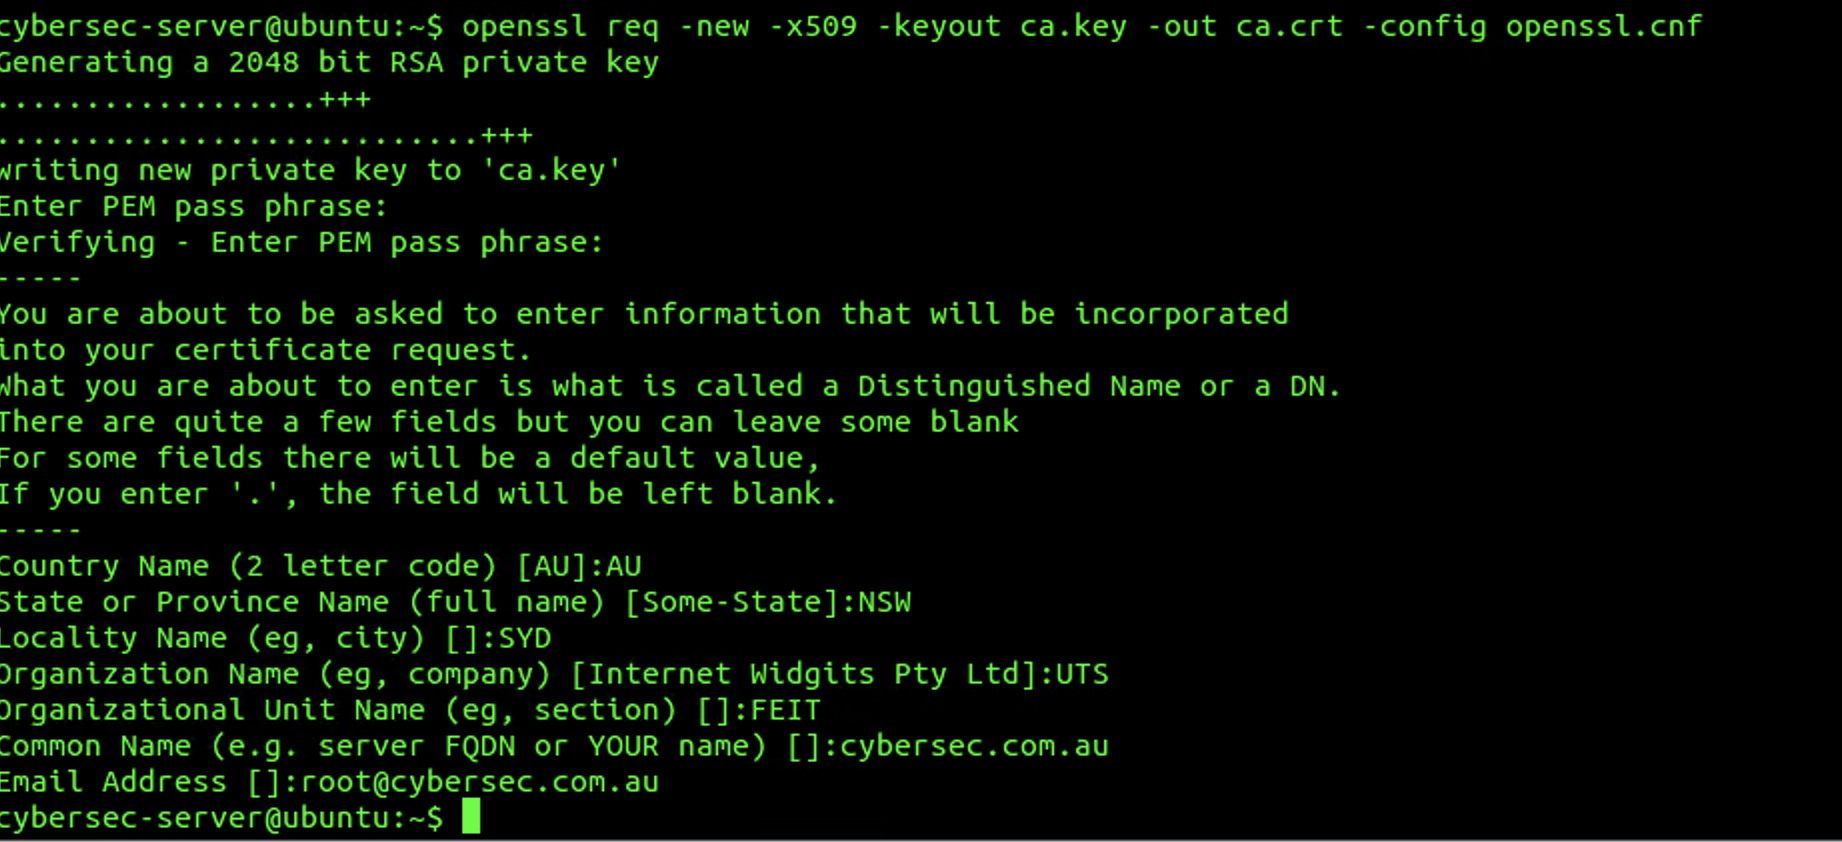 cybersec-server@ubuntu:~$ openssl req -new -x509 -keyout ca.key -out ca.crt -config openssl.cnf
Generating a 2048 bit RSA private key
..................+++
...........................+++
writing new private key to 'ca.key'
Enter PEM pass phrase:
Verifying - Enter PEM pass phrase:
-----
You are about to be asked to enter information that will be incorporated
into your certificate request.
What you are about to enter is what is called a Distinguished Name or a DN.
There are quite a few fields but you can leave some blank
For some fields there will be a default value,
If you enter '.', the field will be left blank.
-----
Country Name (2 letter code) [AU]:AU
State or Province Name (full name) [Some-State]:NSW
Locality Name (eg, city) []:SYD
Organization Name (eg, company) [Internet Widgits Pty Ltd]:UTS
Organizational Unit Name (eg, section) []:FEIT
Common Name (e.g. server FQDN or YOUR name) []:cybersec.com.au
Email Address []:root@cybersec.com.au
cybersec-server@ubuntu:~$